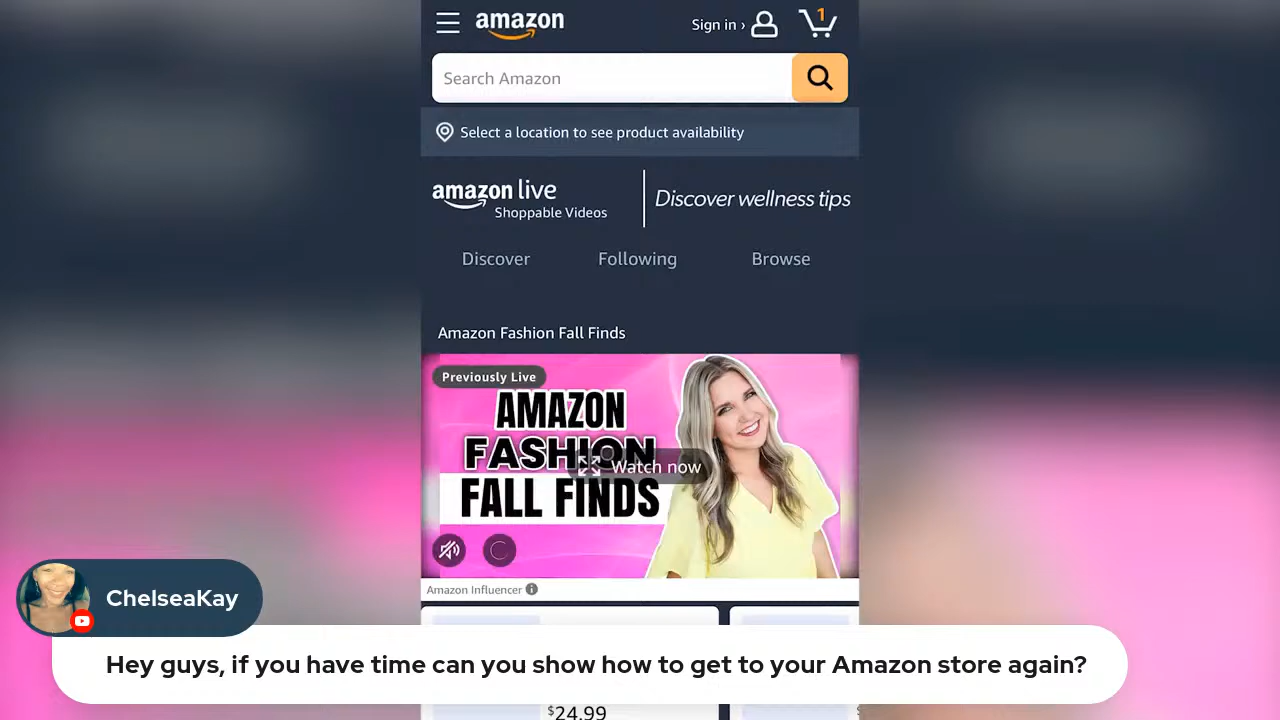 amazon
Sign in ›
1
Search Amazon
Select a location to see product availability
amazon live
Shoppable Videos
Discover wellness tips
Discover
Following
Browse
Amazon Fashion Fall Finds
Previously Live
AMAZON
FASHION
Watch now
FALL FINDS
Amazon Influencer
ChelseaKay
Hey guys, if you have time can you show how to get to your Amazon store again?
$24.99